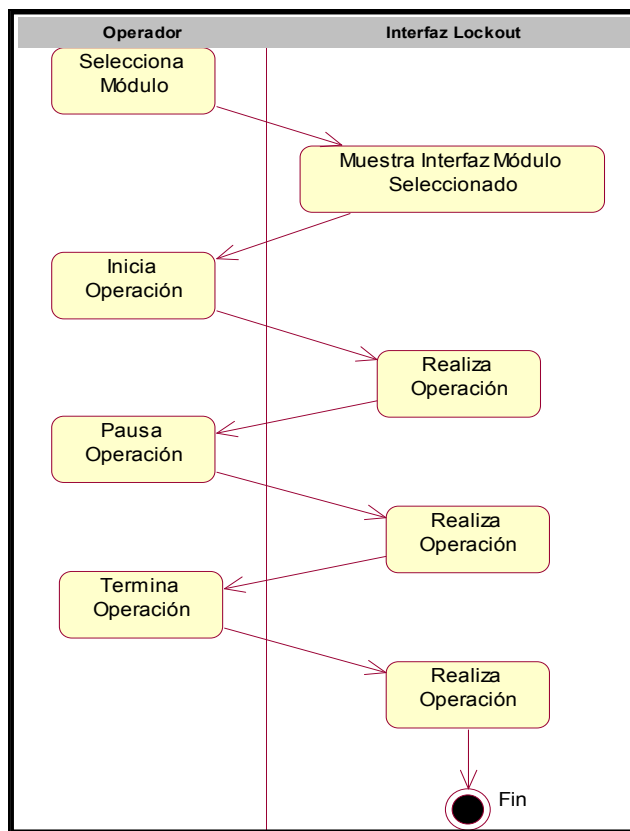 Operador
Interfaz Lockout
Selecciona
Módulo
Muestra Interfaz Módulo
Seleccionado
Inicia
Operación
Realiza
Operación
Pausa
Operación
Realiza
Operación
Termina
Operación
Realiza
Operación
Fin